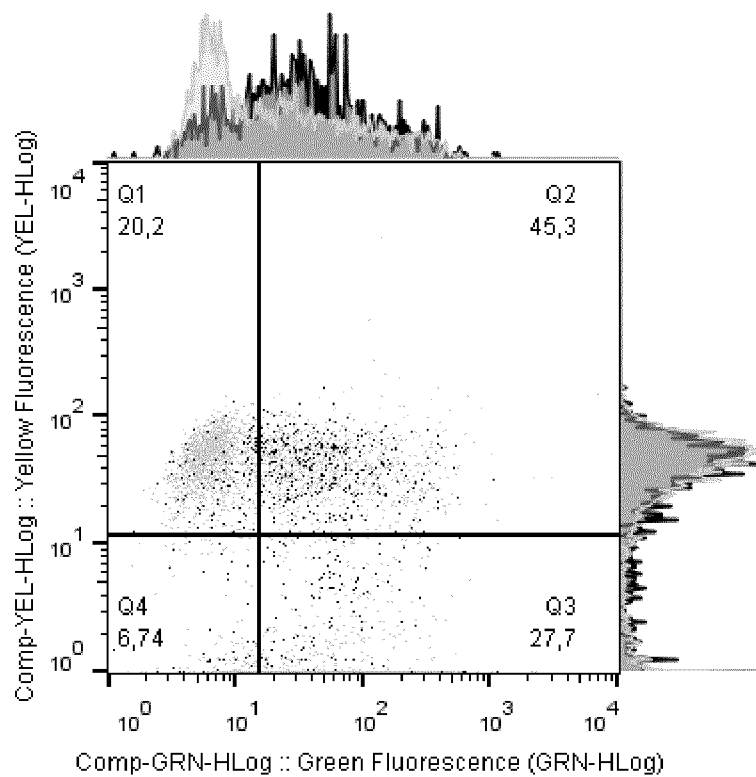 Q1
20,2
Q2
45,3
Q4
6,74
Q3
27,7
10^4
10^3
10^2
10^1
10^0
10^0
10^1
10^2
10^3
10^4
Comp-YEL-HLog :: Yellow Fluorescence (YEL-HLog)
Comp-GRN-HLog :: Green Fluorescence (GRN-HLog)